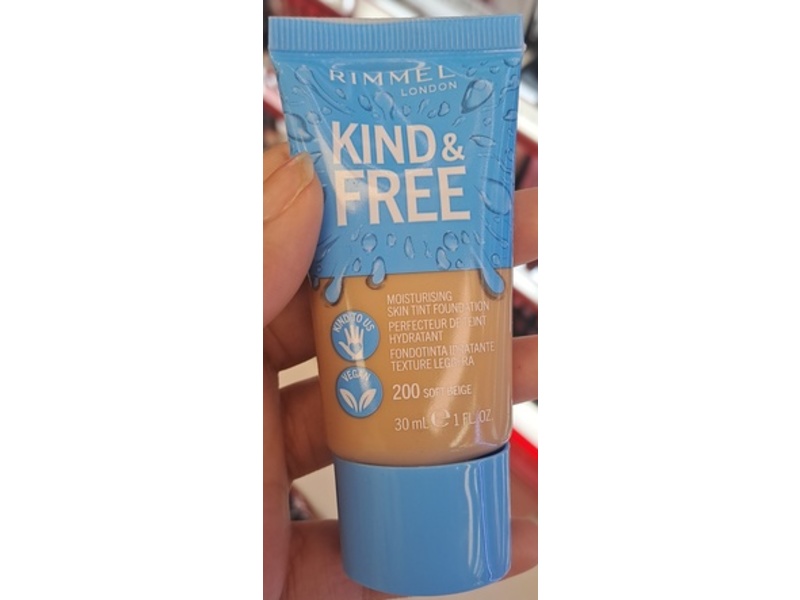 RIMMEL
LONDON
KIND &
FREE
MOISTURISING
SKIN TINT FOUNDATION
PERFECTEUR DE TEINT
HYDRATANT
FONDOTINTA IDRATANTE
TEXTURE LEGGERA
KIND TO US
VEGAN
200 SOFT BEIGE
30 mL e 1 FL. OZ.